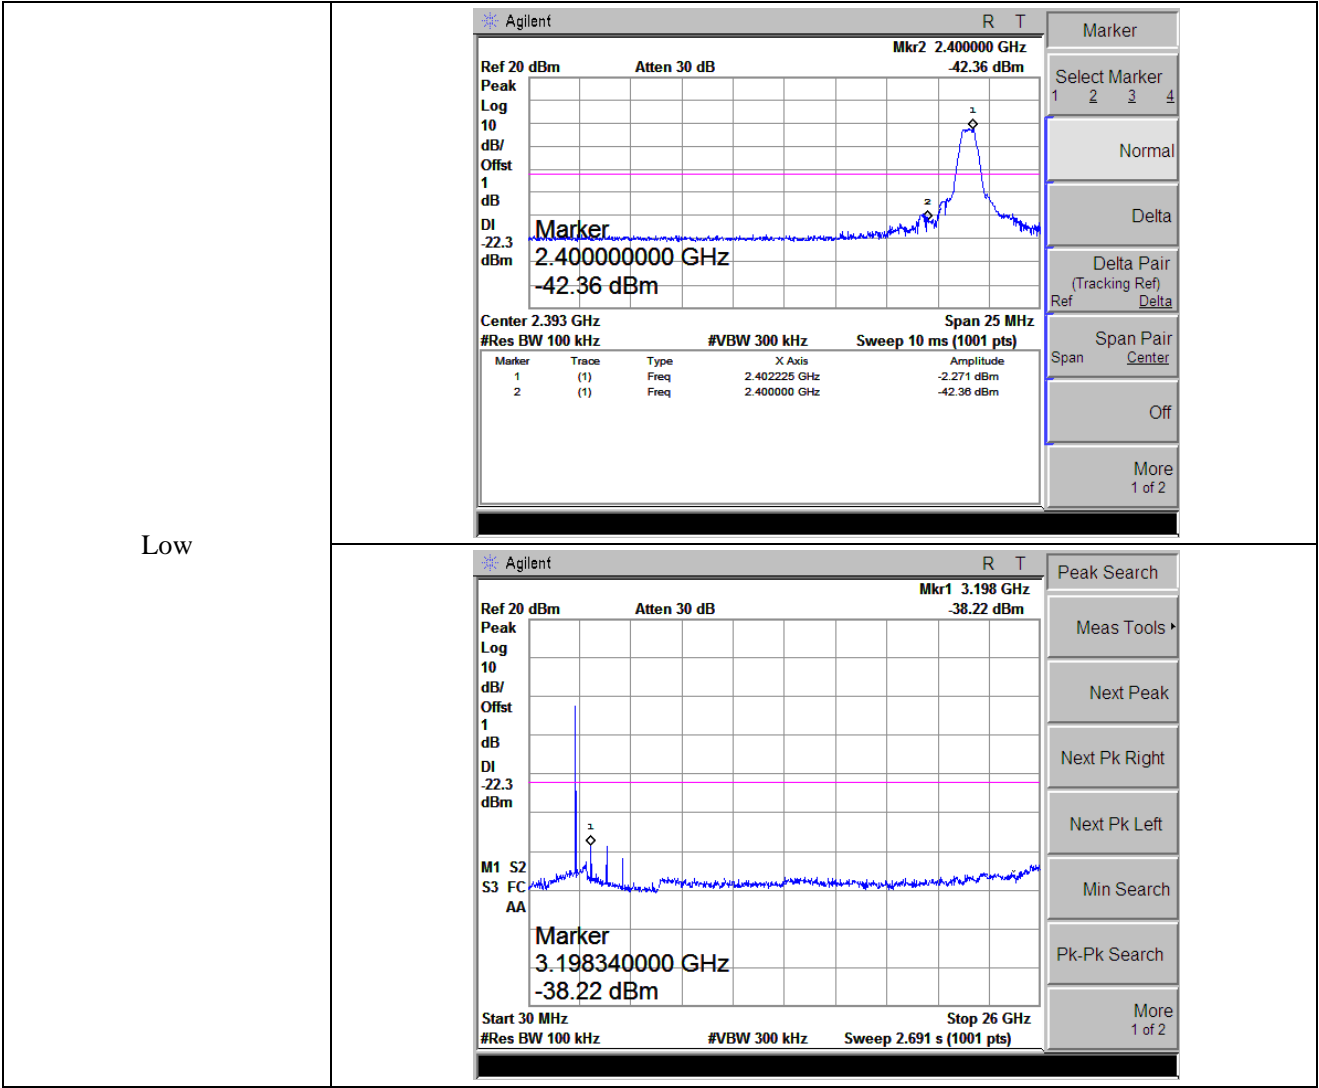 Low
Agilent R T
Mkr2 2.400000 GHz
Ref 20 dBm Atten 30 dB -42.36 dBm
Peak
Log
10
dB/
Offst
1
dB
DI
-22.3
dBm
1
2
Marker
2.400000000 GHz
-42.36 dBm
Center 2.393 GHz Span 25 MHz
#Res BW 100 kHz #VBW 300 kHz Sweep 10 ms (1001 pts)
Marker Trace Type X Axis Amplitude
1 (1) Freq 2.402225 GHz -2.271 dBm
2 (1) Freq 2.400000 GHz -42.36 dBm
Marker
Select Marker
1 2 3 4
Normal
Delta
Delta Pair
(Tracking Ref)
Ref Delta
Span Pair
Span Center
Off
More
1 of 2
Agilent R T
Mkr1 3.198 GHz
Ref 20 dBm Atten 30 dB -38.22 dBm
Peak
Log
10
dB/
Offst
1
dB
DI
-22.3
dBm
1
M1 S2
S3 FC
AA
Marker
3.198340000 GHz
-38.22 dBm
Start 30 MHz Stop 26 GHz
#Res BW 100 kHz #VBW 300 kHz Sweep 2.691 s (1001 pts)
Peak Search
Meas Tools
Next Peak
Next Pk Right
Next Pk Left
Min Search
Pk-Pk Search
More
1 of 2